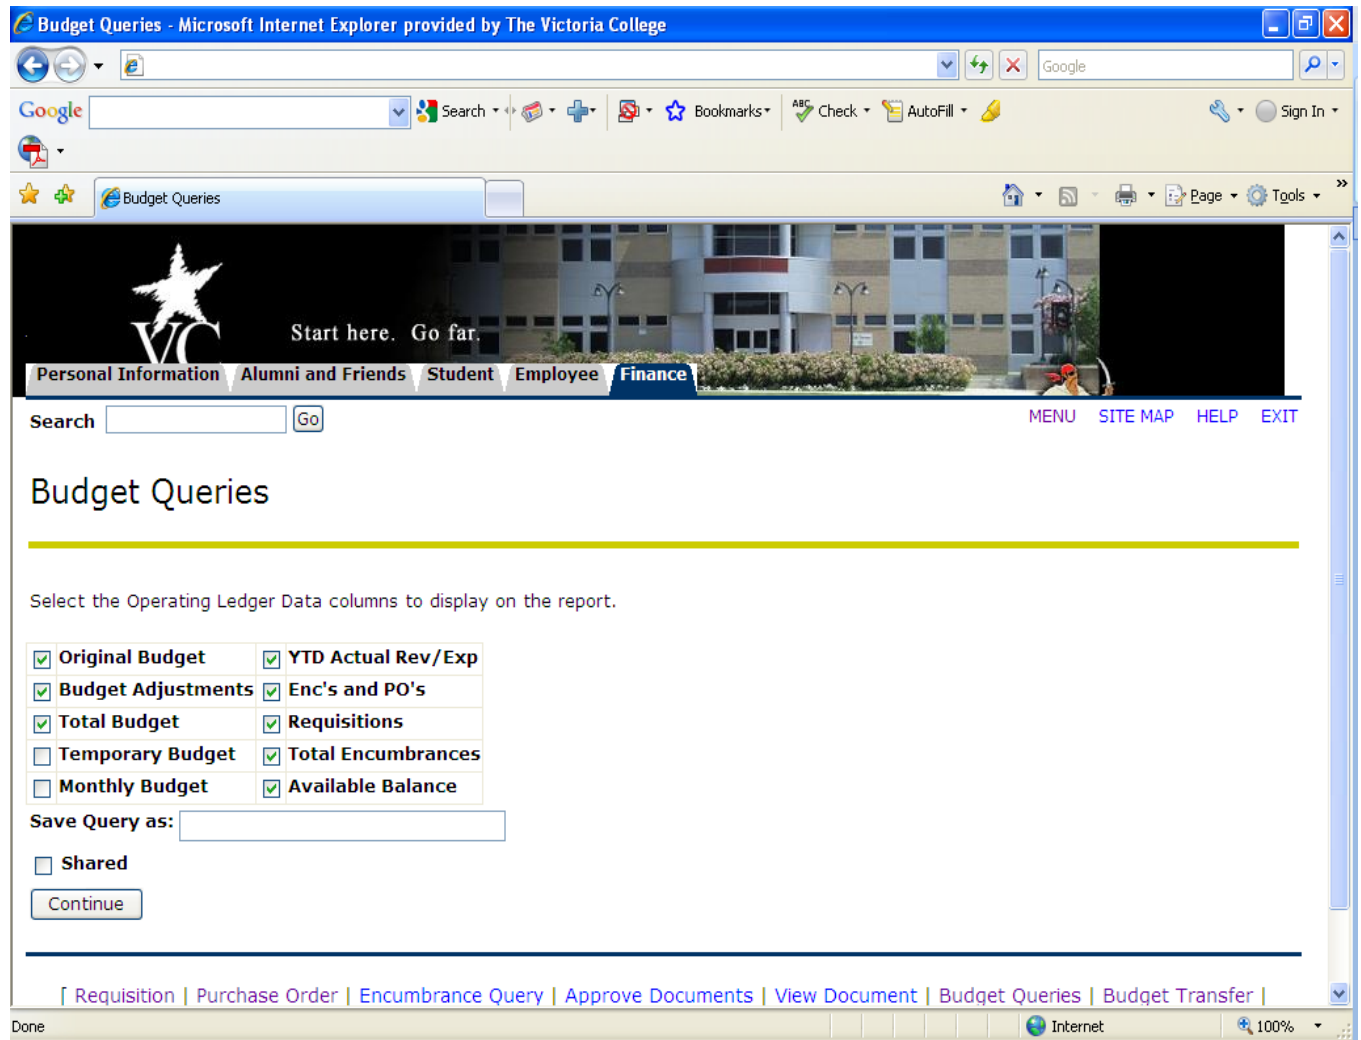 Budget Queries - Microsoft Internet Explorer provided by The Victoria College
Google
Google Search Bookmarks ABC Check AutoFill Sign In
Budget Queries Page Tools »
VC Start here. Go far.
Personal Information Alumni and Friends Student Employee Finance
Search Go MENU SITE MAP HELP EXIT
Budget Queries
Select the Operating Ledger Data columns to display on the report.
Original Budget YTD Actual Rev/Exp
Budget Adjustments Enc's and PO's
Total Budget Requisitions
Temporary Budget Total Encumbrances
Monthly Budget Available Balance
Save Query as:
Shared
Continue
[ Requisition | Purchase Order | Encumbrance Query | Approve Documents | View Document | Budget Queries | Budget Transfer |
Done Internet 100%